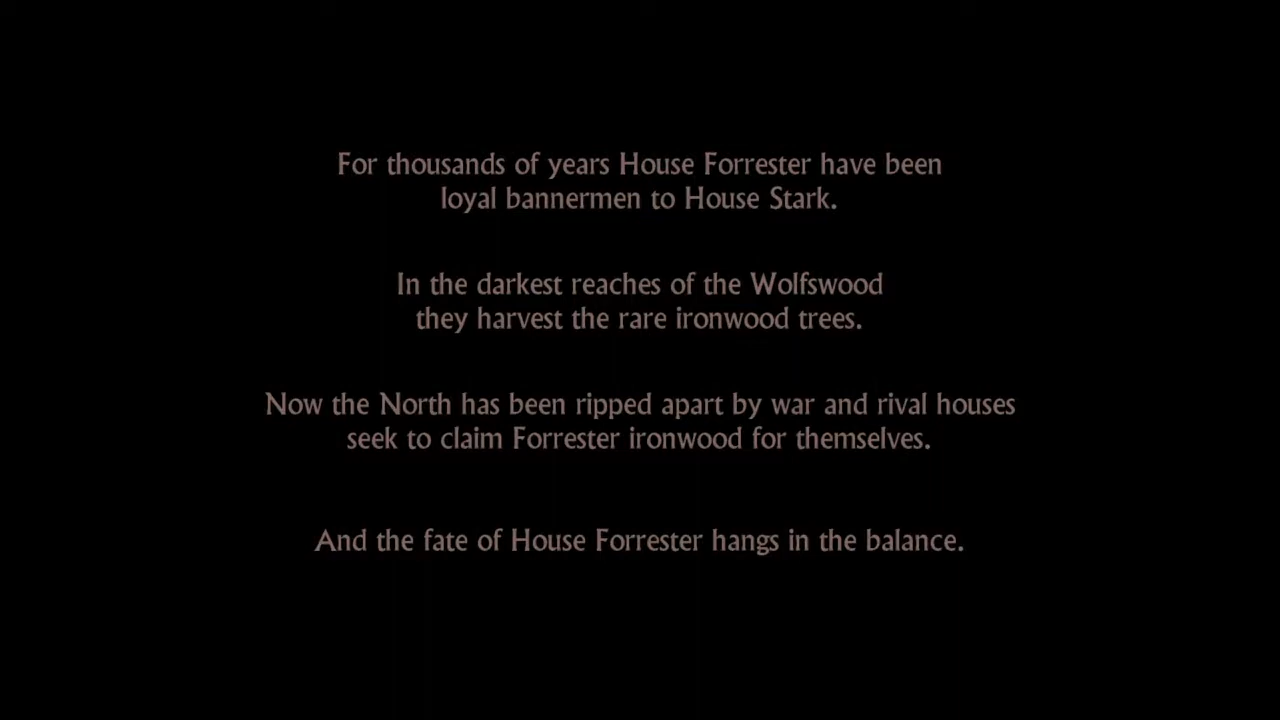 For thousands of years House Forrester have been
loyal bannermen to House Stark.
In the darkest reaches of the Wolfswood
they harvest the rare ironwood trees.
Now the North has been ripped apart by war and rival houses
seek to claim Forrester ironwood for themselves.
And the fate of House Forrester hangs in the balance.